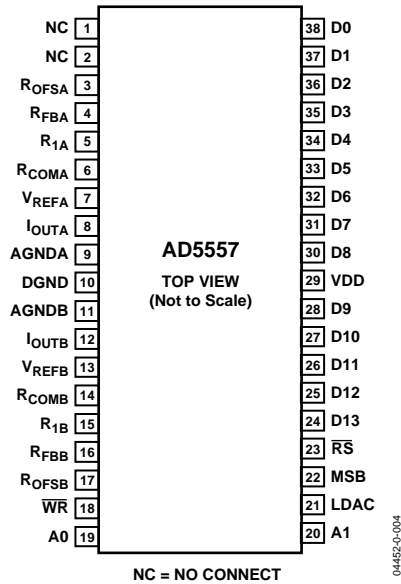 NC 1
NC 2
ROFSA 3
RFBA 4
R1A 5
RCOMA 6
VREFA 7
IOUTA 8
AGNDA 9
DGND 10
AGNDB 11
IOUTB 12
VREFB 13
RCOMB 14
R1B 15
RFBB 16
ROFSB 17
WR 18
A0 19
AD5557
TOP VIEW
(Not to Scale)
38 D0
37 D1
36 D2
35 D3
34 D4
33 D5
32 D6
31 D7
30 D8
29 VDD
28 D9
27 D10
26 D11
25 D12
24 D13
23 RS
22 MSB
21 LDAC
20 A1
NC = NO CONNECT
04452-0-004